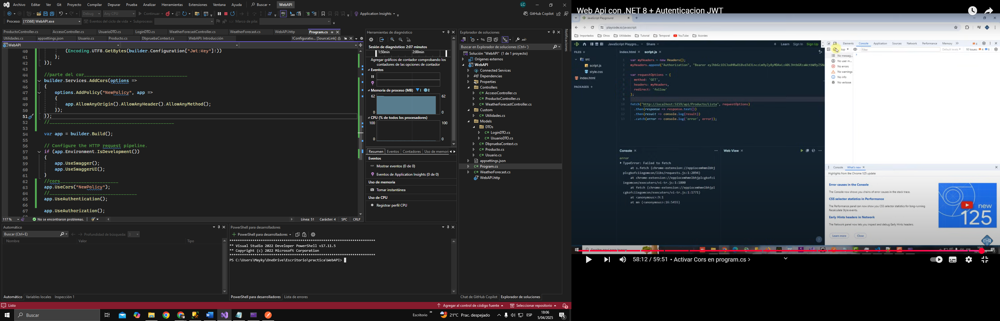 Archivo Editar Ver Git Proyecto Compilar Depurar Prueba Analizar Herramientas Extensiones Ventana Ayuda Buscar WebAPI LC
Debug Any CPU Continuar Application Insights GitHub Copilot
Proceso: [15568] WebAPI.exe Eventos del ciclo de vida Subproceso: Marco de pila:
ProductoController.cs AccesoController.cs UsuarioDTO.cs LoginDTO.cs WeatherForecastController.cs WeatherForecast.cs WebAPI.http Program.cs
Utilidades.cs appsettings.json Usuario.cs Producto.cs DbpruebaContext.cs WebAPI: Introducción IConfiguratio... [SourceLink]
WebAPI
40 (Encoding.UTF8.GetBytes(builder.Configuration["Jwt:Key"]!))
41 };
42 });
43
44 //parte del cor______________________________________
45 builder.Services.AddCors(options =>
46 {
47 options.AddPolicy("NewPolicy", app =>
48 {
49 app.AllowAnyOrigin().AllowAnyHeader().AllowAnyMethod();
50 });
51 });
52 //______________________________________________
53
54 var app = builder.Build();
55
56 // Configure the HTTP request pipeline.
57 if (app.Environment.IsDevelopment())
58 {
59 app.UseSwagger();
60 app.UseSwaggerUI();
61 }
62 //cors______________________
63 app.UseCors("NewPolicy");
64 //________________________________
65 app.UseAuthentication();
66
67 app.UseAuthorization();
117 % No se encontraron problemas. Línea: 51 Carácter: 4 SPC CRLF
Herramientas de diagnóstico
Sesión de diagnóstico: 2:07 minutos
1:50min 2:00min
Agregar gráficos de contador comprobando los
contadores de las opciones de contador
Eventos
Memoria de proceso (MB)
62 62
0 0
CPU (% de todos los procesadores)
100 100
0 0
Resumen Eventos Contadores Uso de memori
Eventos
Mostrar eventos (0 de 0)
Eventos de Application Insights (0 de 0)
Uso de memoria
Tomar instantánea
Uso de CPU
Registrar perfil CPU
Explorador de soluciones
Buscar en Explorador de soluciones (Ctrl+')
Solución "WebAPI" (1 de 1 proyecto)
Orígenes externos
WebAPI
Connected Services
Dependencias
Properties
Controllers
C# AccesoController.cs
C# ProductoController.cs
C# WeatherForecastController.cs
Custom
C# Utilidades.cs
Models
DTOs
C# LoginDTO.cs
C# UsuarioDTO.cs
C# DbpruebaContext.cs
C# Producto.cs
C# Usuario.cs
appsettings.json
C# Program.cs
C# WeatherForecast.cs
WebAPI.http
Chat de GitHub Copilot Explorador de soluciones
Notificaciones
Automático
Buscar (Ctrl+E) Profundidad de búsqueda: 3
Nombre Valor Tipo
Automático Variables locales Inspección 1
PowerShell para desarrolladores
PowerShell para desarrolladores
**********************************************************************
** Visual Studio 2022 Developer PowerShell v17.11.5
** Copyright (c) 2022 Microsoft Corporation
**********************************************************************
PS C:\Users\Mayky\OneDrive\Escritorio\practica\WebAPI>
PowerShell para desarrolladores Lista de errores
Listo Agregar al control de código fuente Seleccionar repositorio 1
Buscar Escritorio 21°C Prac. despejado ESP 18:06
5/04/2025 5
Web Api con .NET 8 + Autenticacion JWT
JavaScript Playground
playcode.io/javascript
Importados Otros Utilidades Tutorial Temporal YouTube Acordes
JavaScript Playgro... Share Learn Sign In Sign Up
FILES +
src
script.js
style.css
index.html
PACKAGES +
index.html script.js
1 var myHeaders = new Headers();
2 
3
4 var requestOptions = {
5 method: 'GET',
6 headers: myHeaders,
7 redirect: 'follow'
8 };
9
10 fetch("http://localhost:5159/api/Producto/Lista", requestOptions)
11 .then(response => response.text())
12 .then(result => console.log(result))
13 .catch(error => console.log('error', error));
Console Web View
error
TypeError: Failed to fetch
at s.fetch (chrome-extension://eppiocemhmnlbhj
plcgkofciiegomcon/libs/requests.js:1:2894)
at chrome-extension://eppiocemhmnlbhjplcgkofci
iegomcon/executers/vi-tr.js:1:1800
at fetch (chrome-extension://eppiocemhmnlbhjpl
cgkofciiegomcon/executers/vi-tr.js:1:1771)
at <anonymous>:9:1
at mn (<anonymous>:16:5455)
Elements Console Application Sources Network Performance Memory 4
top Filter Default levels 10 Issues: 4 6
No messag...
No user m...
No errors
No warnings
No info
No verbose
Console What's new
Highlights from the Chrome 125 update
Error causes in the Console
The Console now shows you chains of error causes in the stack trace.
CSS selector statistics in Performance
The Performance panel can now show you CSS selector statistics for long-running
Recalculate Style events.
Early Hints headers in Network
The Network panel now lets you inspect and debug Early Hints headers.
Learn more Close
new
125
58:12 / 59:51 • Activar Cors en program.cs